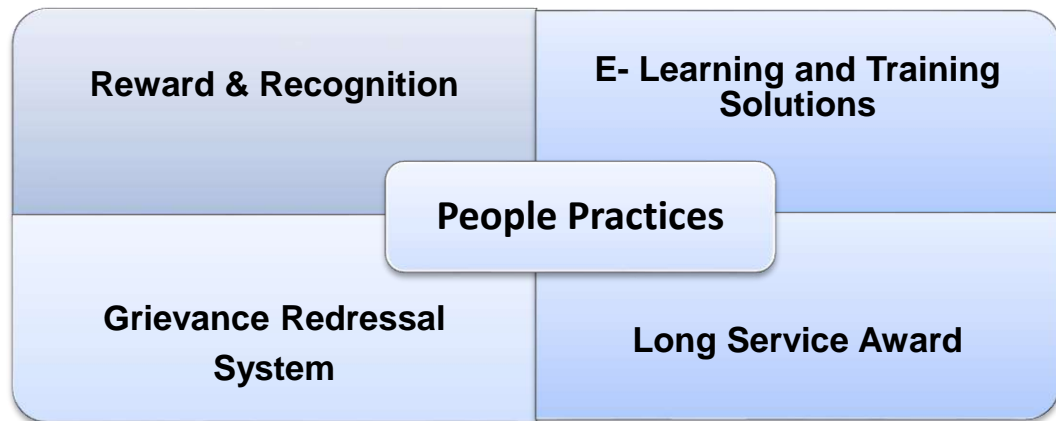 Reward & Recognition
E- Learning and Training
Solutions
People Practices
Grievance Redressal
System
Long Service Award